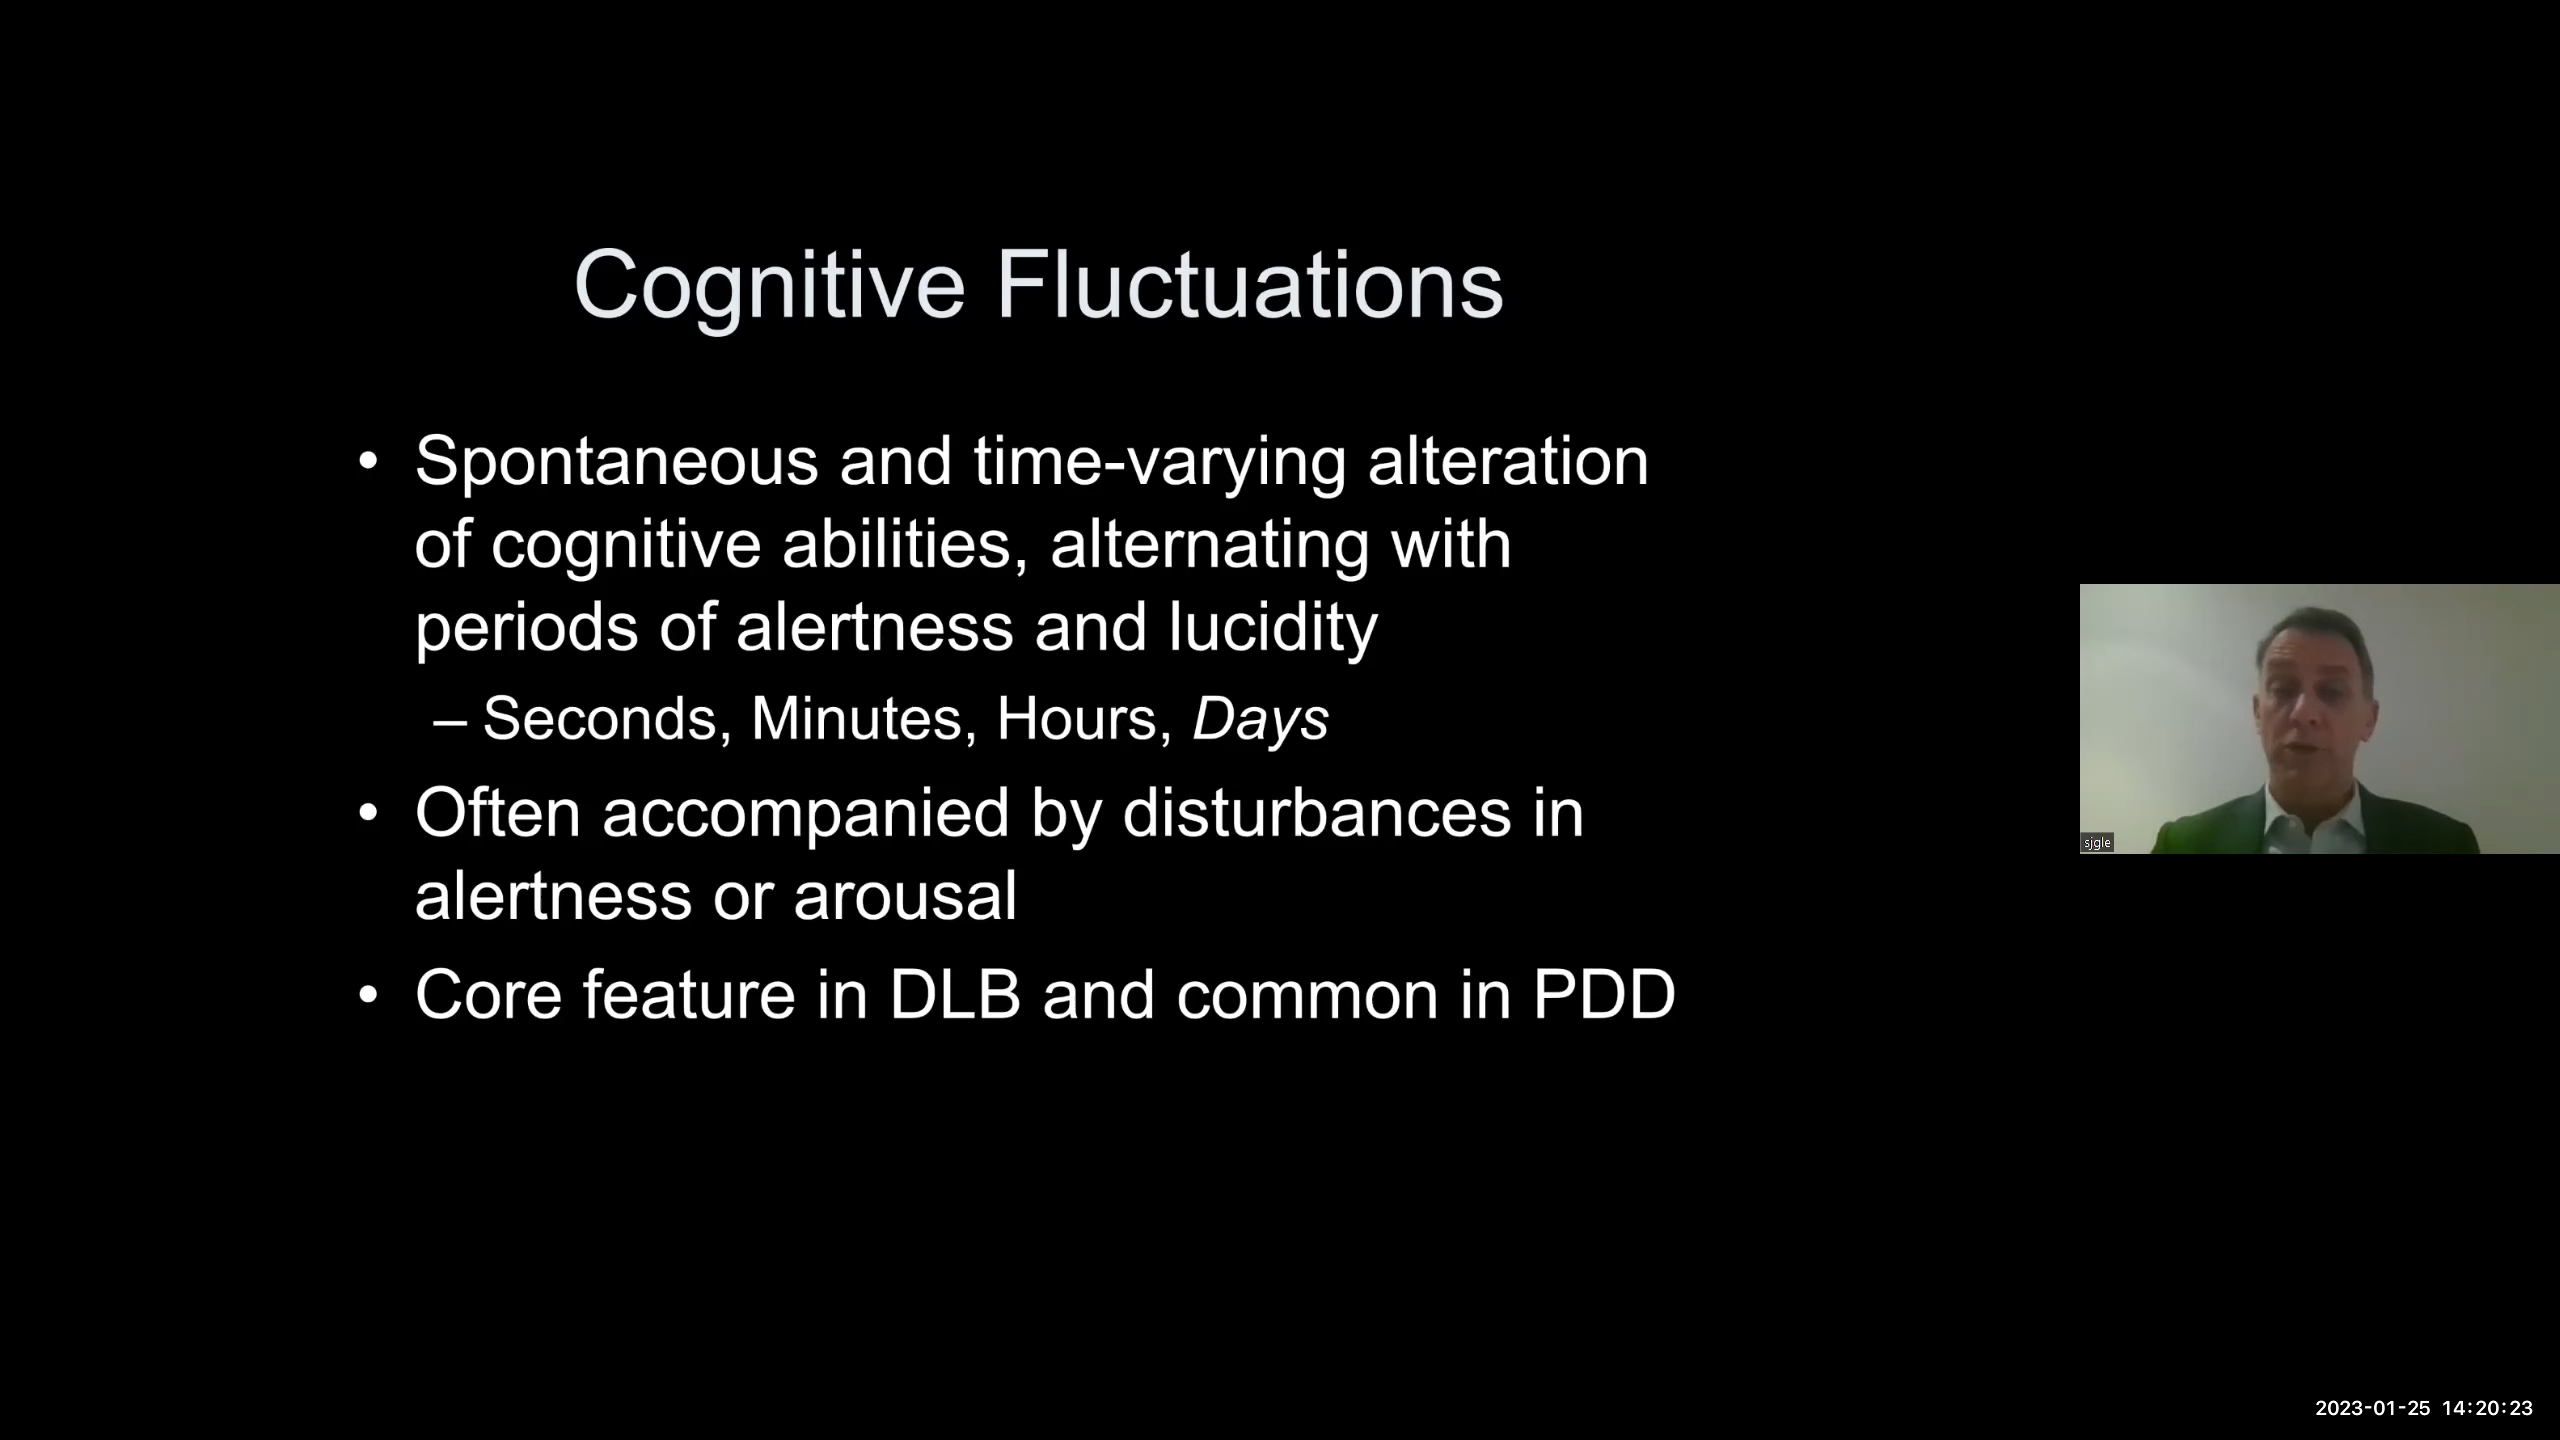 Cognitive Fluctuations
• Spontaneous and time-varying alteration
of cognitive abilities, alternating with
periods of alertness and lucidity
– Seconds, Minutes, Hours, Days
• Often accompanied by disturbances in
alertness or arousal
• Core feature in DLB and common in PDD
sjgle
2023-01-25 14:20:23